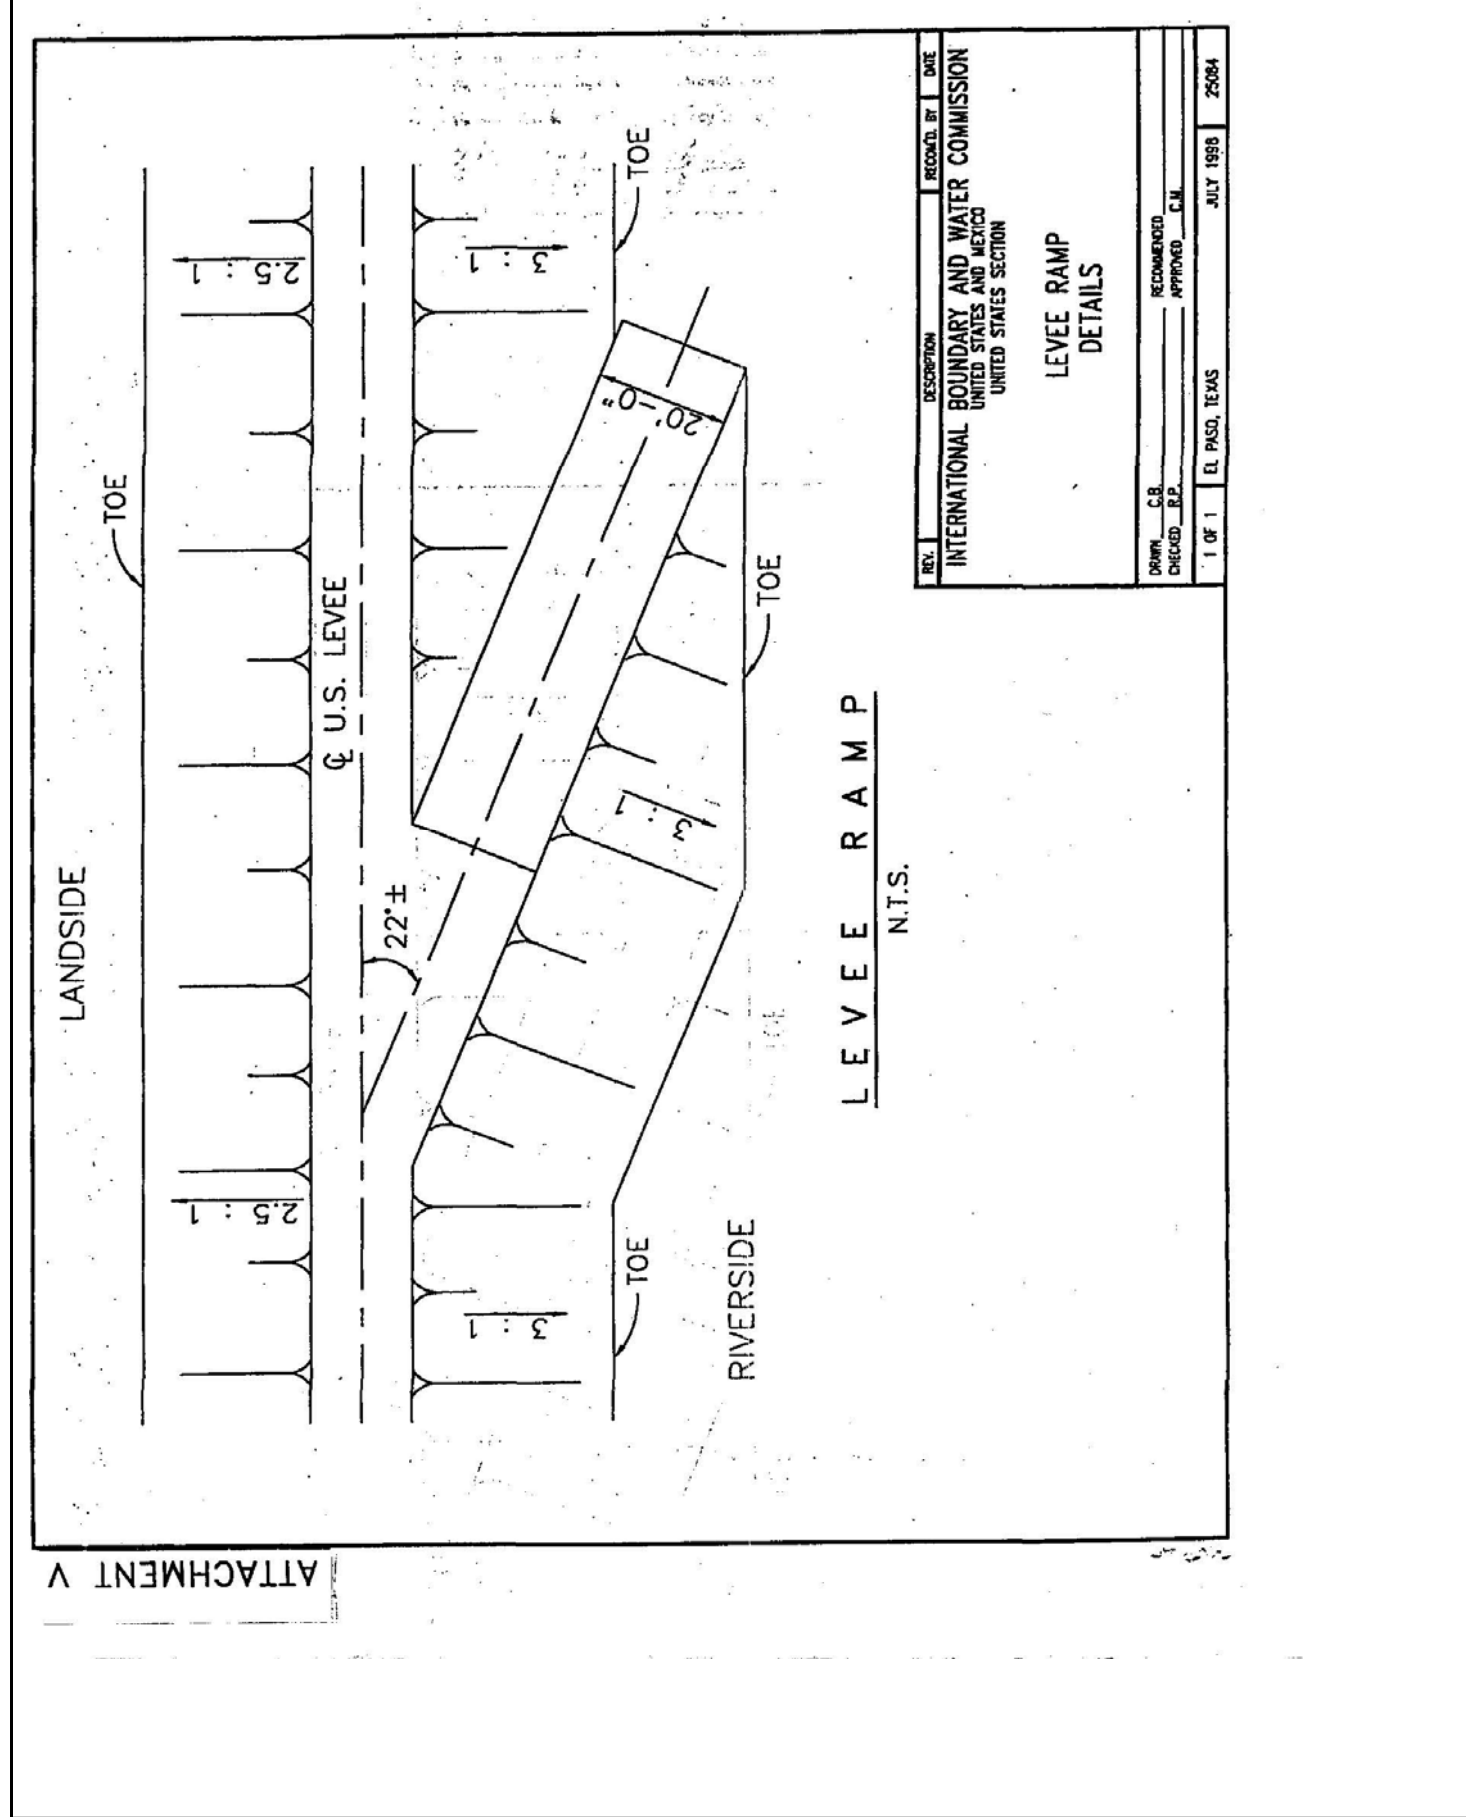 ATTACHMENT V
LANDSIDE
TOE
2.5 : 1
2.5 : 1
℄ U.S. LEVEE
22°±
3 : 1
3 : 1
20'-0"
TOE
3 : 1
TOE
TOE
RIVERSIDE
LEVEE RAMP
N.T.S.
REV. DESCRIPTION RECOM'D. BY DATE
INTERNATIONAL BOUNDARY AND WATER COMMISSION
UNITED STATES AND MEXICO
UNITED STATES SECTION
LEVEE RAMP
DETAILS
DRAWN C.B. RECOMMENDED
CHECKED R.P. APPROVED C.M.
1 OF 1 EL PASO, TEXAS JULY 1998 25084